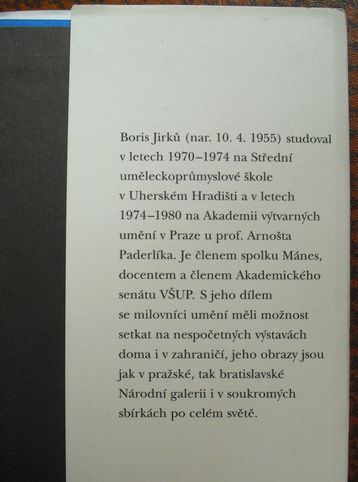 Boris Jirků (nar. 10. 4. 1955) studoval
v letech 1970–1974 na Střední
uměleckoprůmyslové škole
v Uherském Hradišti a v letech
1974–1980 na Akademii výtvarných
umění v Praze u prof. Arnošta
Paderlíka. Je členem spolku Mánes,
docentem a členem Akademického
senátu VŠUP. S jeho dílem
se milovníci umění měli možnost
setkat na nespočetných výstavách
doma i v zahraničí, jeho obrazy jsou
jak v pražské, tak bratislavské
Národní galerii i v soukromých
sbírkách po celém světě.